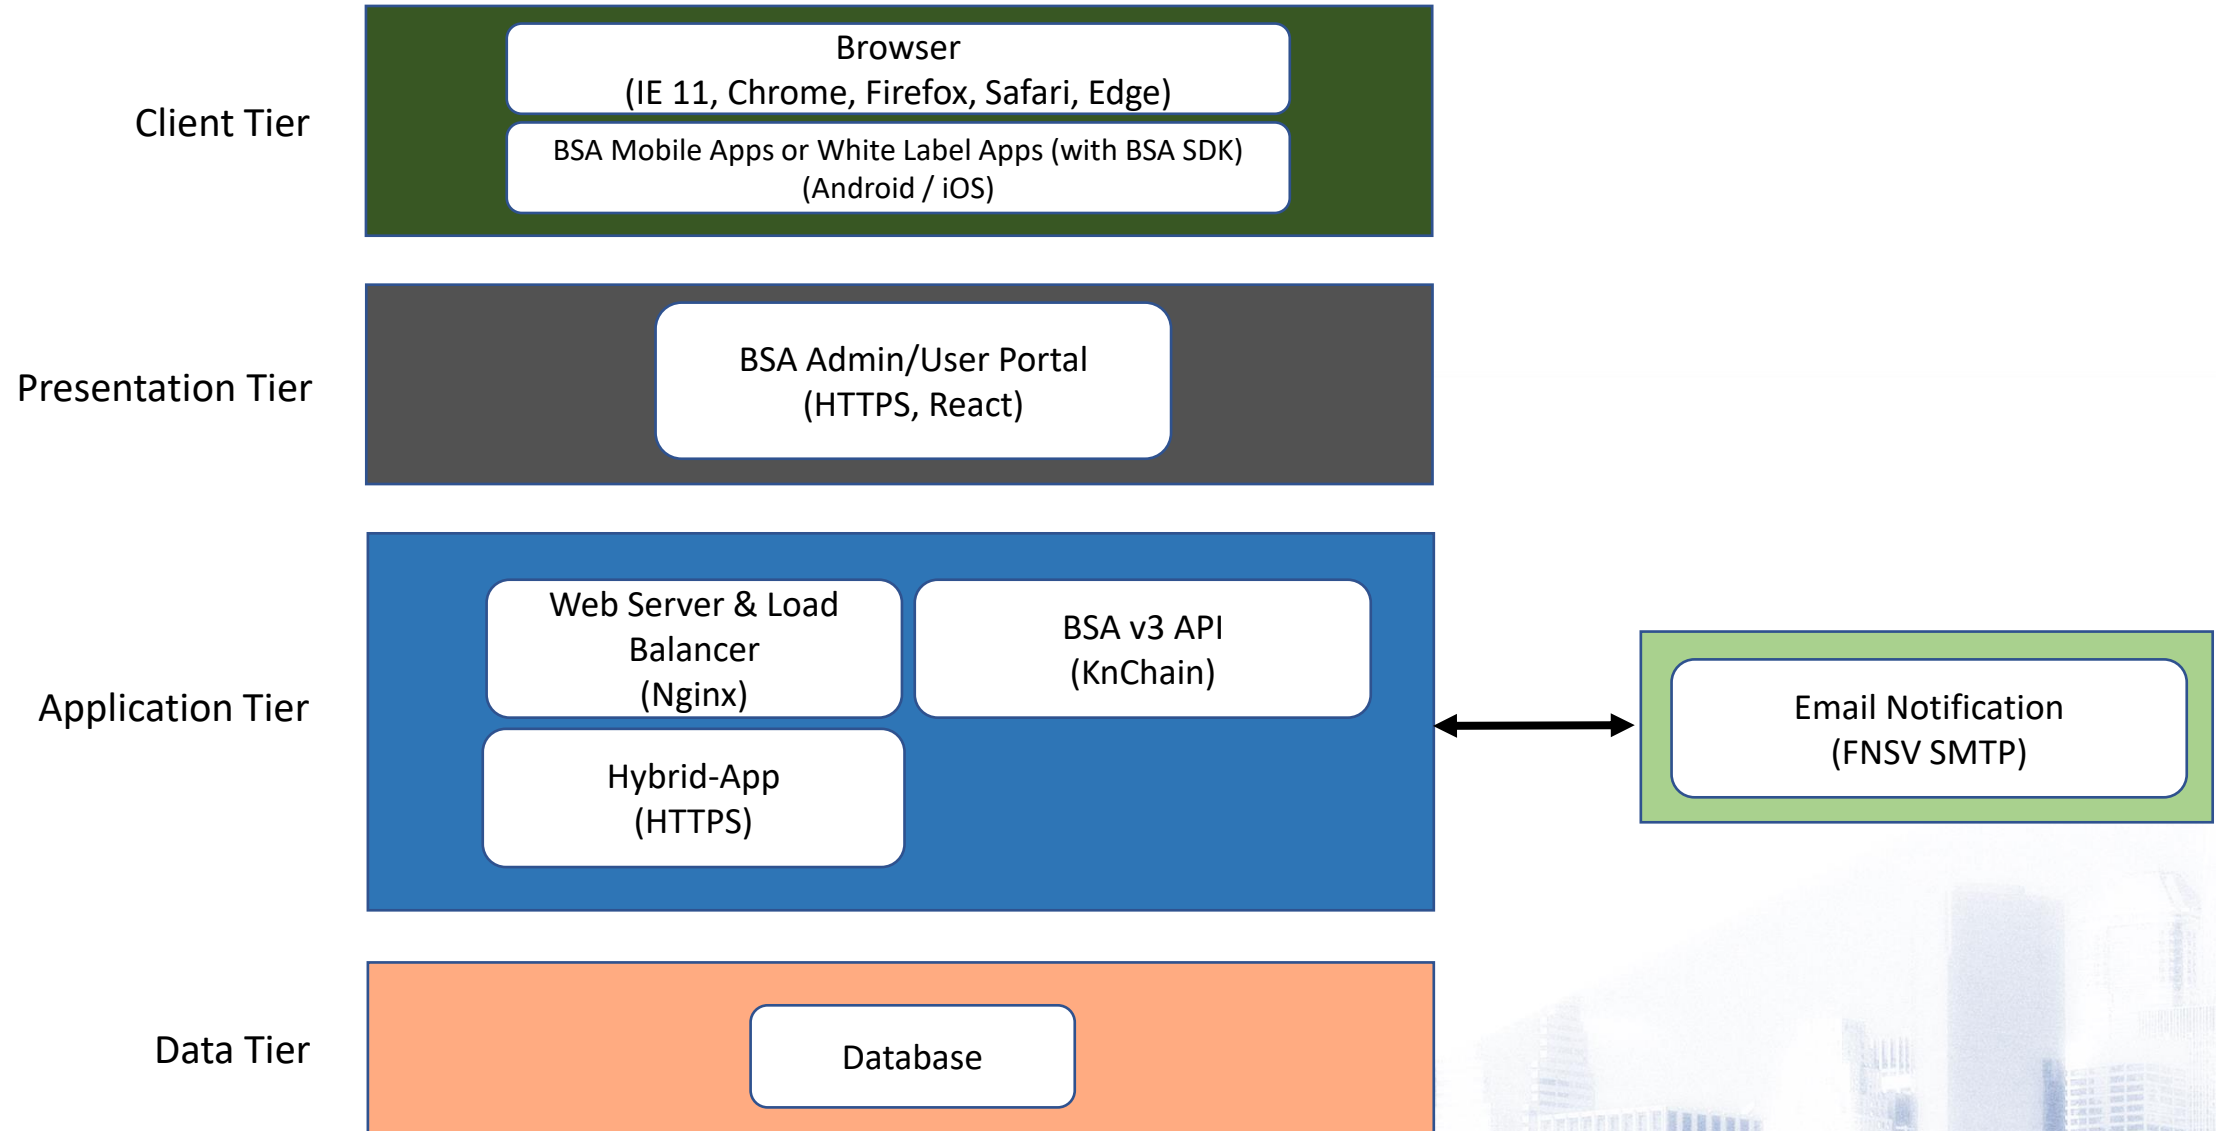 Client Tier
Browser
(IE 11, Chrome, Firefox, Safari, Edge)
BSA Mobile Apps or White Label Apps (with BSA SDK)
(Android / iOS)
Presentation Tier
BSA Admin/User Portal
(HTTPS, React)
Application Tier
Web Server & Load
Balancer
(Nginx)
BSA v3 API
(KnChain)
Hybrid-App
(HTTPS)
Email Notification
(FNSV SMTP)
Data Tier
Database